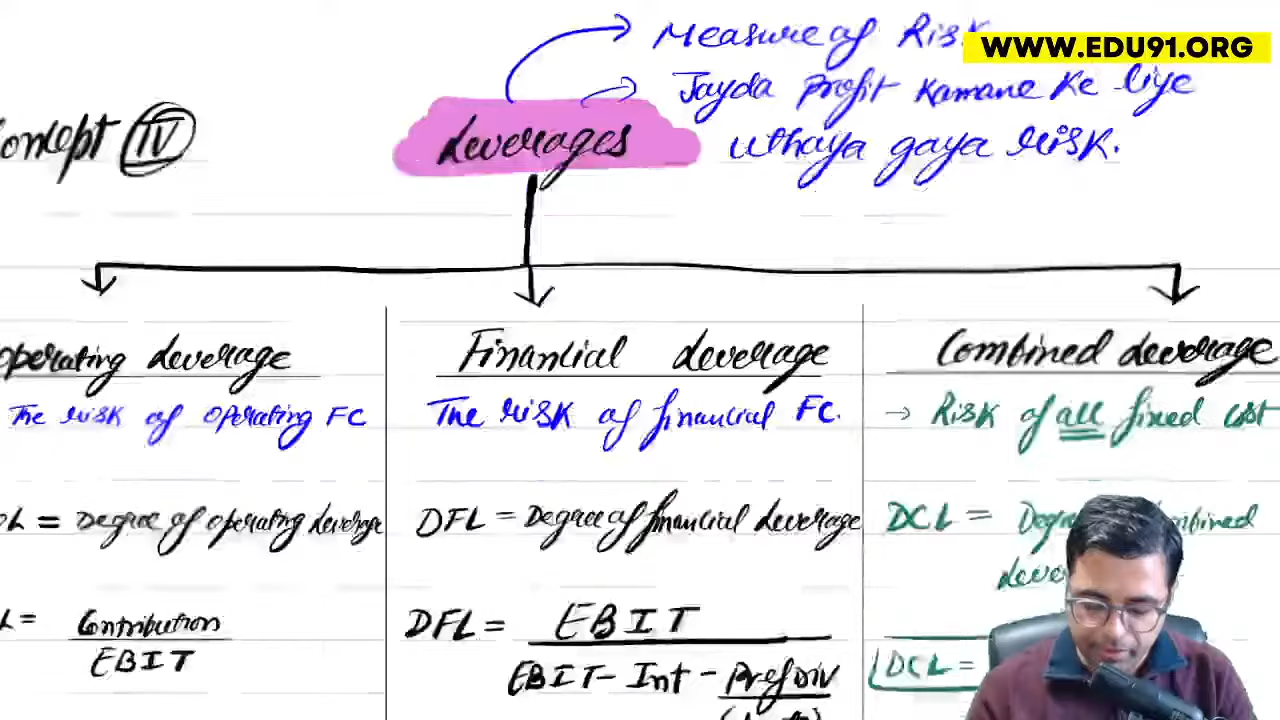 Measure of Risk
WWW.EDU91.ORG
Jayda Profit Kamane Ke liye
Uthaya gaya risk.
Concept IV
Leverages
Operating Leverage
The risk of operating FC
OL = Degree of operating leverage
L = Contribution
EBIT
Financial Leverage
The risk of financial FC.
DFL = Degree of financial leverage
DFL = EBIT
EBIT - Int - Pref Div
Combined Leverage
→ Risk of all fixed cost
DCL =
DCL =